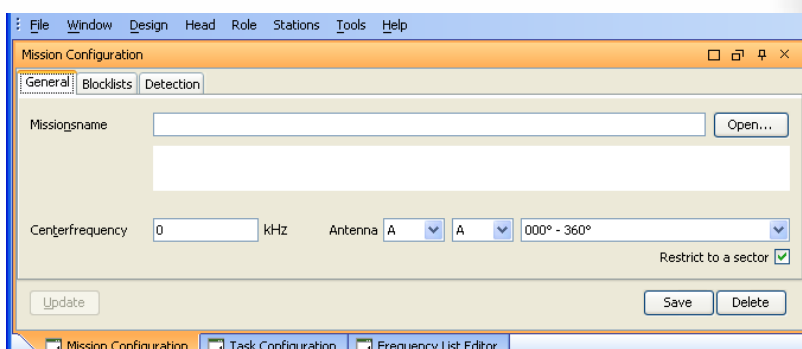 File Window Design Head Role Stations Tools Help
Mission Configuration
General Blocklists Detection
Missionsname Open...
Centerfrequency 0 kHz Antenna A A 000° - 360°
Restrict to a sector
Update Save Delete
Mission Configuration Task Configuration Frequency List Editor